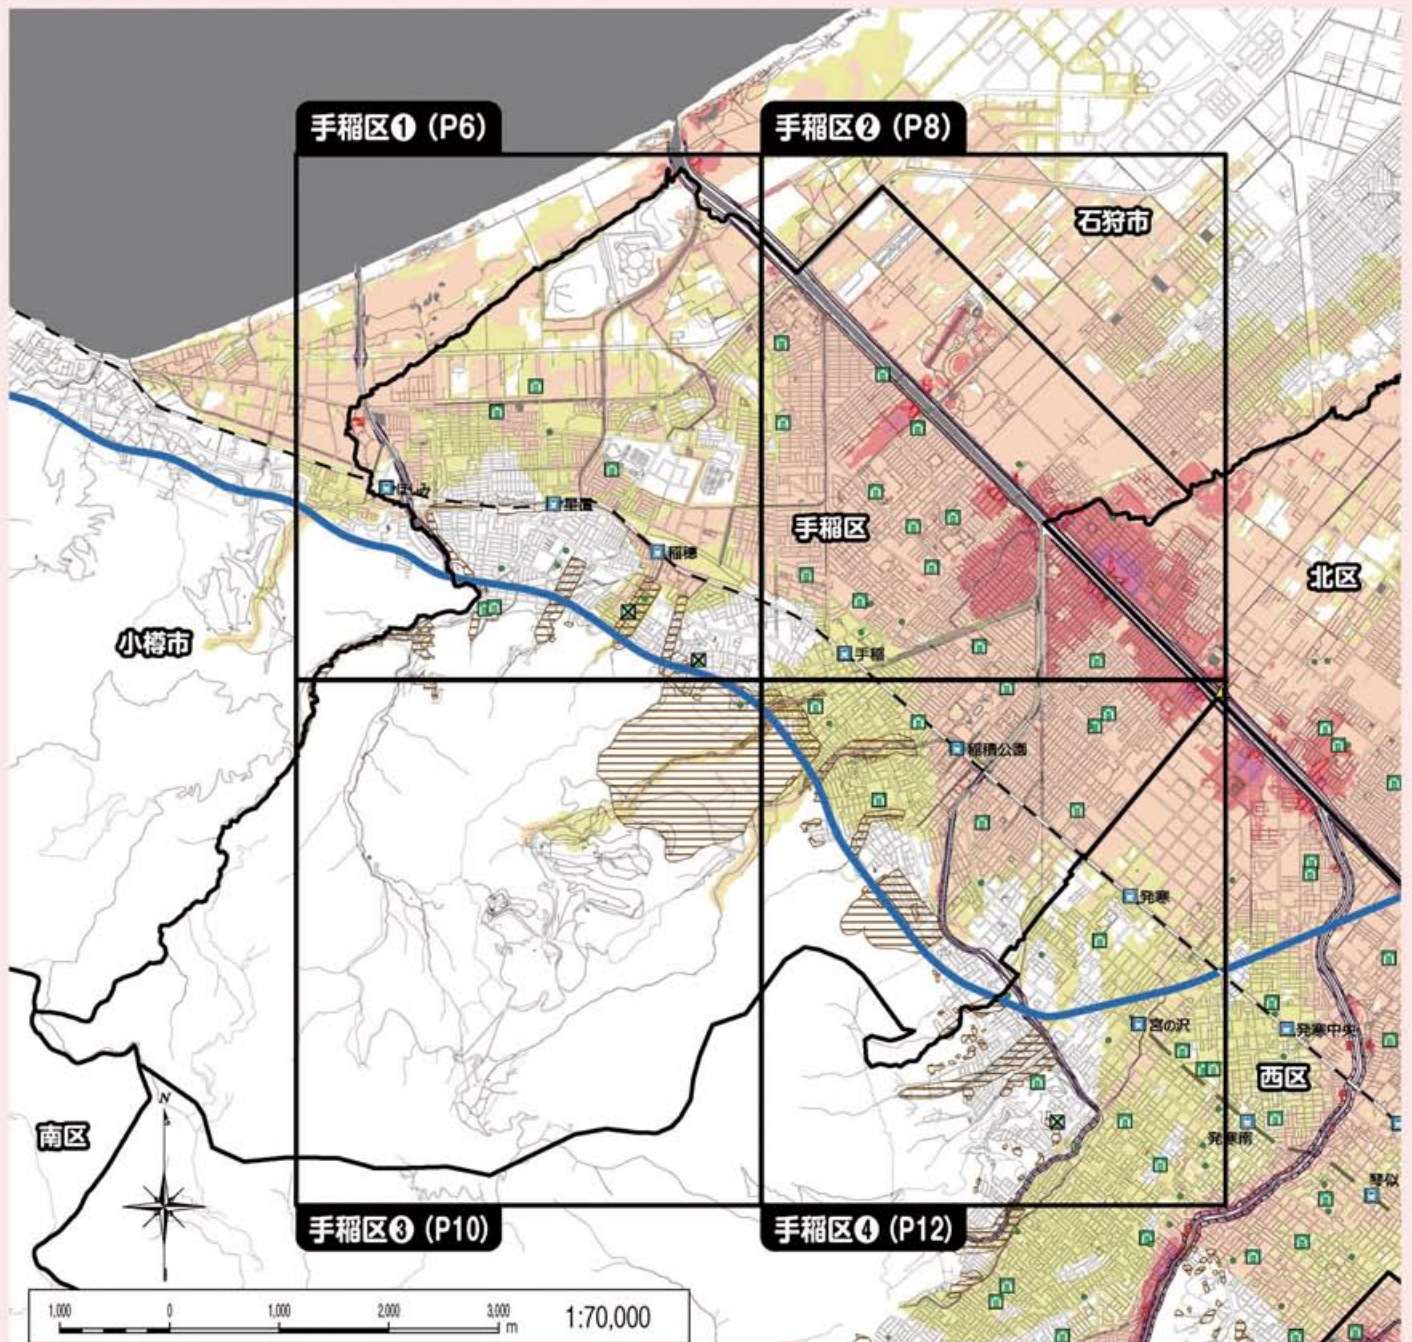 手稲区❶ (P6)
手稲区❷ (P8)
石狩市
ほしみ
星置
稲穂
手稲区
北区
小樽市
手稲
稲積公園
発寒
宮の沢
発寒中央
西区
南区
N
発寒南
琴似
手稲区❸ (P10)
手稲区❹ (P12)
1,000 0 1,000 2,000 3,000 m
1:70,000